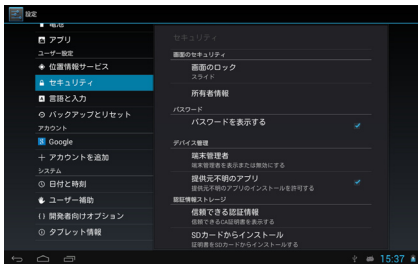 設定
電池
アプリ
ユーザー設定
位置情報サービス
セキュリティ
言語と入力
バックアップとリセット
アカウント
Google
アカウントを追加
システム
日付と時刻
ユーザー補助
開発者向けオプション
タブレット情報
セキュリティ
画面のセキュリティ
画面のロック
スライド
所有者情報
パスワード
パスワードを表示する
デバイス管理
端末管理者
端末管理者を表示または無効にする
提供元不明のアプリ
提供元不明のアプリのインストールを許可する
認証情報ストレージ
信頼できる認証情報
信頼できるCA証明書を表示する
SDカードからインストール
証明書をSDカードからインストールする
15:37